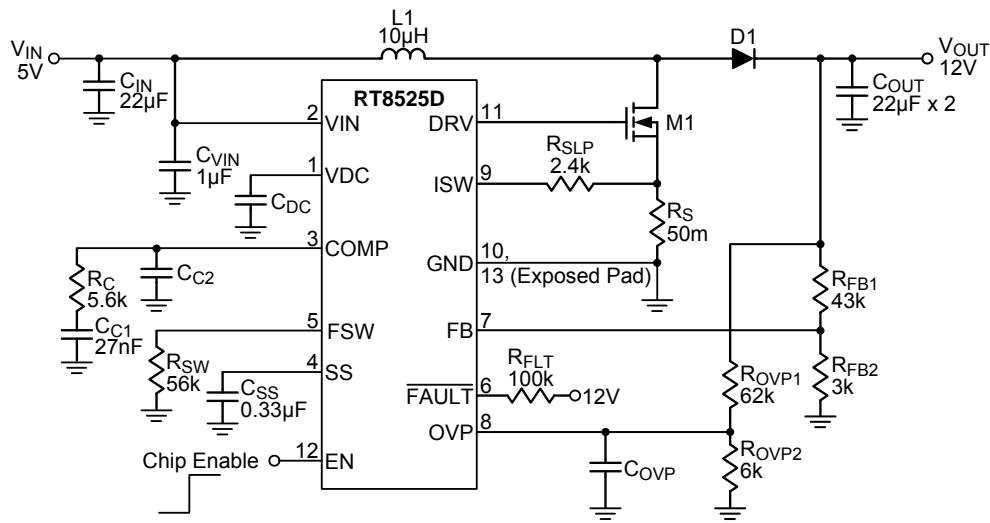 L1
10µH
D1
VIN
5V
VOUT
12V
CIN
22µF
COUT
22µF x 2
RT8525D
2
VIN
DRV
11
M1
CVIN
1µF
1
VDC
RSLP
2.4k
ISW
9
CDC
RS
50m
3
COMP
GND
10,
13 (Exposed Pad)
RC
5.6k
CC2
RFB1
43k
CC1
27nF
5
FSW
FB
7
RSW
56k
4
SS
RFLT
100k
ROVP1
62k
RFB2
3k
CSS
0.33µF
FAULT
6
12V
OVP
8
ROVP2
6k
COVP
Chip Enable
12
EN